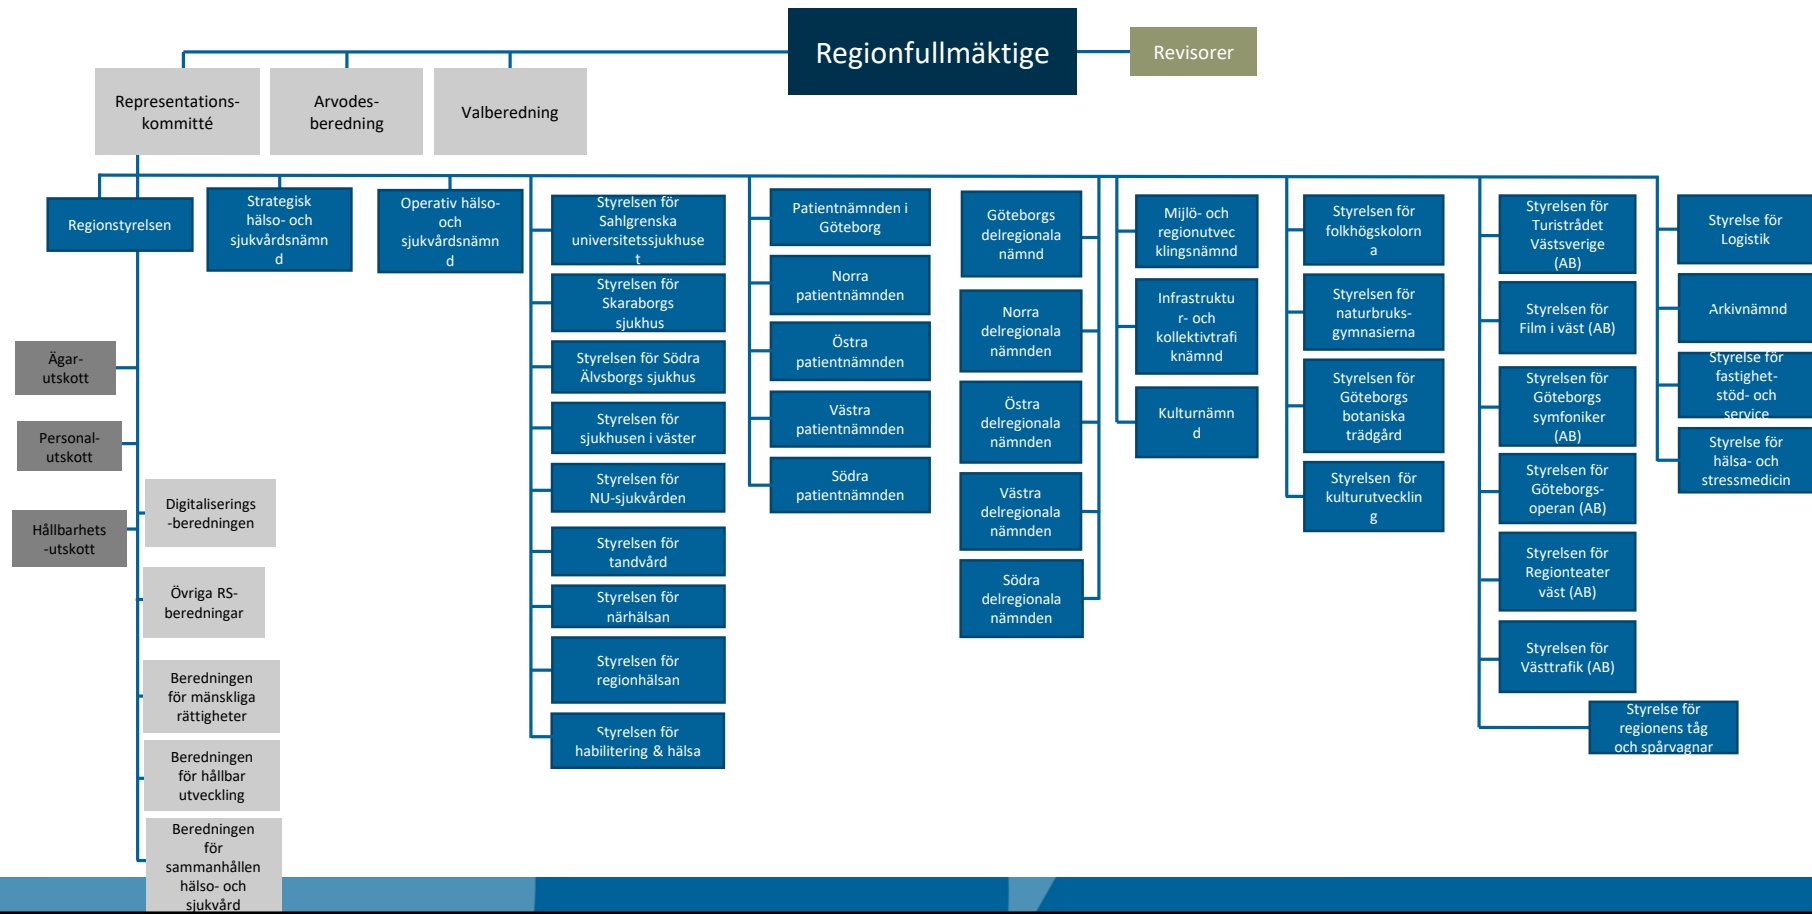 Regionfullmäktige
Revisorer
Representations-
kommitté
Arvodes-
beredning
Valberedning
Regionstyrelsen
Strategisk
hälso- och
sjukvårdsnämn
d
Operativ hälso-
och
sjukvårdsnämn
d
Ägar-
utskott
Personal-
utskott
Hållbarhets
-utskott
Digitaliserings
-beredningen
Övriga RS-
beredningar
Beredningen
för mänskliga
rättigheter
Beredningen
för hållbar
utveckling
Beredningen
för
sammanhållen
hälso- och
sjukvård
Styrelsen för
Sahlgrenska
universitetssjukhuse
t
Styrelsen för
Skaraborgs
sjukhus
Styrelsen för Södra
Älvsborgs sjukhus
Styrelsen för
sjukhusen i väster
Styrelsen för
NU-sjukvården
Styrelsen för
tandvård
Styrelsen för
närhälsan
Styrelsen för
regionhälsan
Styrelsen för
habilitering & hälsa
Patientnämnden i
Göteborg
Norra
patientnämnden
Östra
patientnämnden
Västra
patientnämnden
Södra
patientnämnden
Göteborgs
delregionala
nämnd
Norra
delregionala
nämnden
Östra
delregionala
nämnden
Västra
delregionala
nämnden
Södra
delregionala
nämnden
Mijlö- och
regionutvec
klingsnämnd
Infrastruktu
r- och
kollektivtrafi
knämnd
Kulturnämn
d
Styrelsen för
folkhögskolorn
a
Styrelsen för
naturbruks-
gymnasierna
Styrelsen för
Göteborgs
botaniska
trädgård
Styrelsen för
kulturutvecklin
g
Styrelsen för
Turistrådet
Västsverige
(AB)
Styrelsen för
Film i väst (AB)
Styrelsen för
Göteborgs
symfoniker
(AB)
Styrelsen för
Göteborgs-
operan (AB)
Styrelsen för
Regionteater
väst (AB)
Styrelsen för
Västtrafik (AB)
Styrelse för
regionens tåg
och spårvagnar
Styrelse för
Logistik
Arkivnämnd
Styrelse för
fastighet-
stöd- och
service
Styrelse för
hälsa- och
stressmedicin